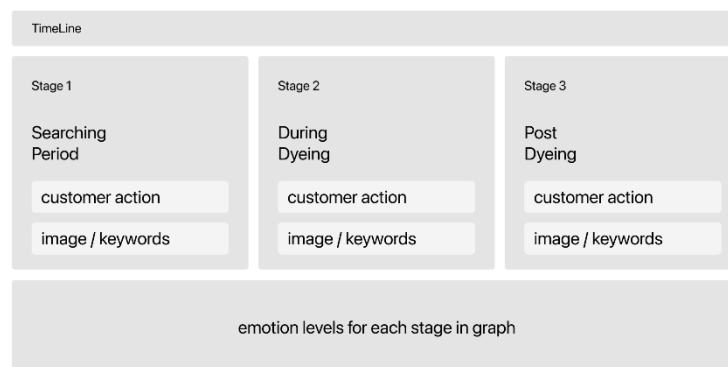 TimeLine
Stage 1
Searching
Period
customer action
image / keywords
Stage 2
During
Dyeing
customer action
image / keywords
Stage 3
Post
Dyeing
customer action
image / keywords
emotion levels for each stage in graph